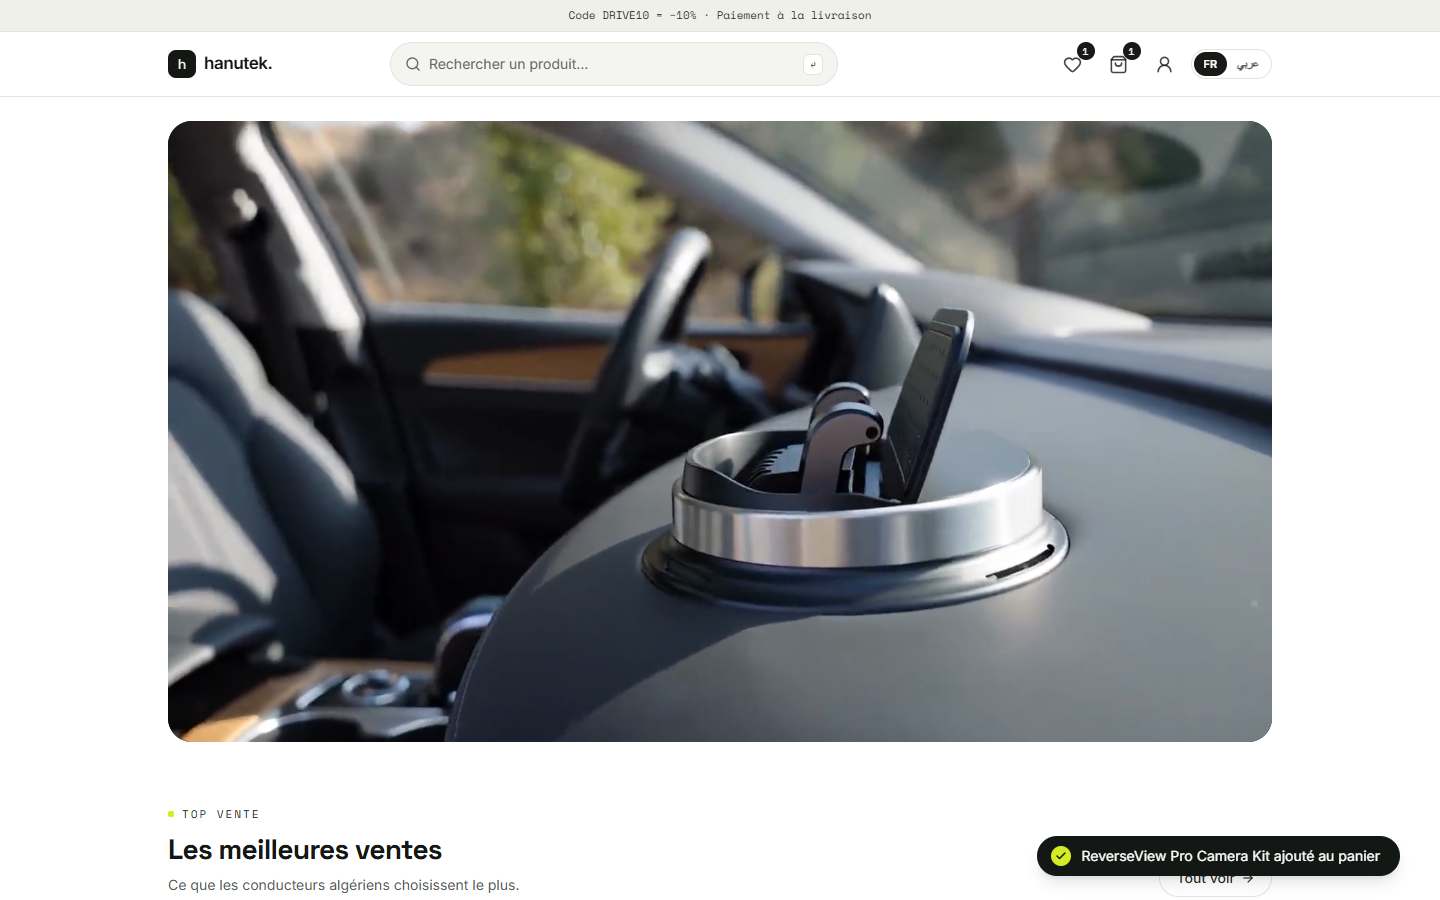 Code DRIVE10 = −10% · Paiement à la livraison
h hanutek.
Rechercher un produit...
1
1
FR
عربي
TOP VENTE
Les meilleures ventes
Ce que les conducteurs algériens choisissent le plus.
ReverseView Pro Camera Kit ajouté au panier
Tout voir →